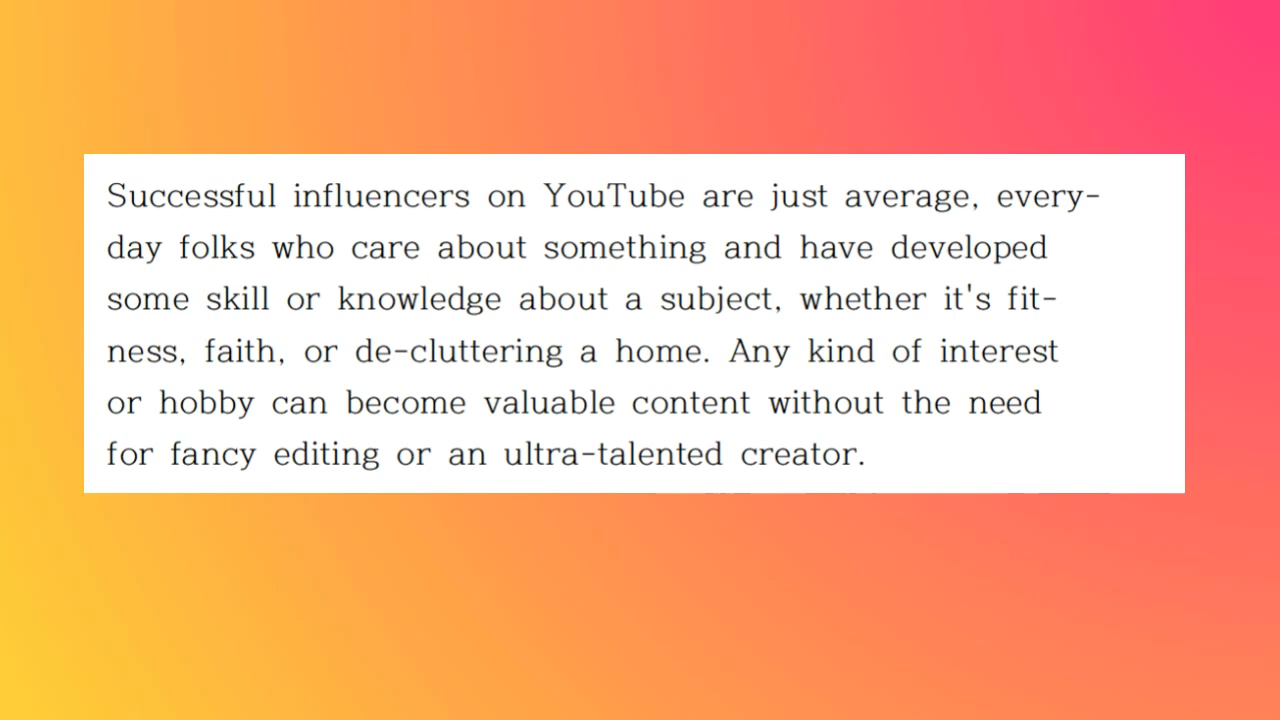 Successful influencers on YouTube are just average, every-
day folks who care about something and have developed
some skill or knowledge about a subject, whether it's fit-
ness, faith, or de-cluttering a home. Any kind of interest
or hobby can become valuable content without the need
for fancy editing or an ultra-talented creator.